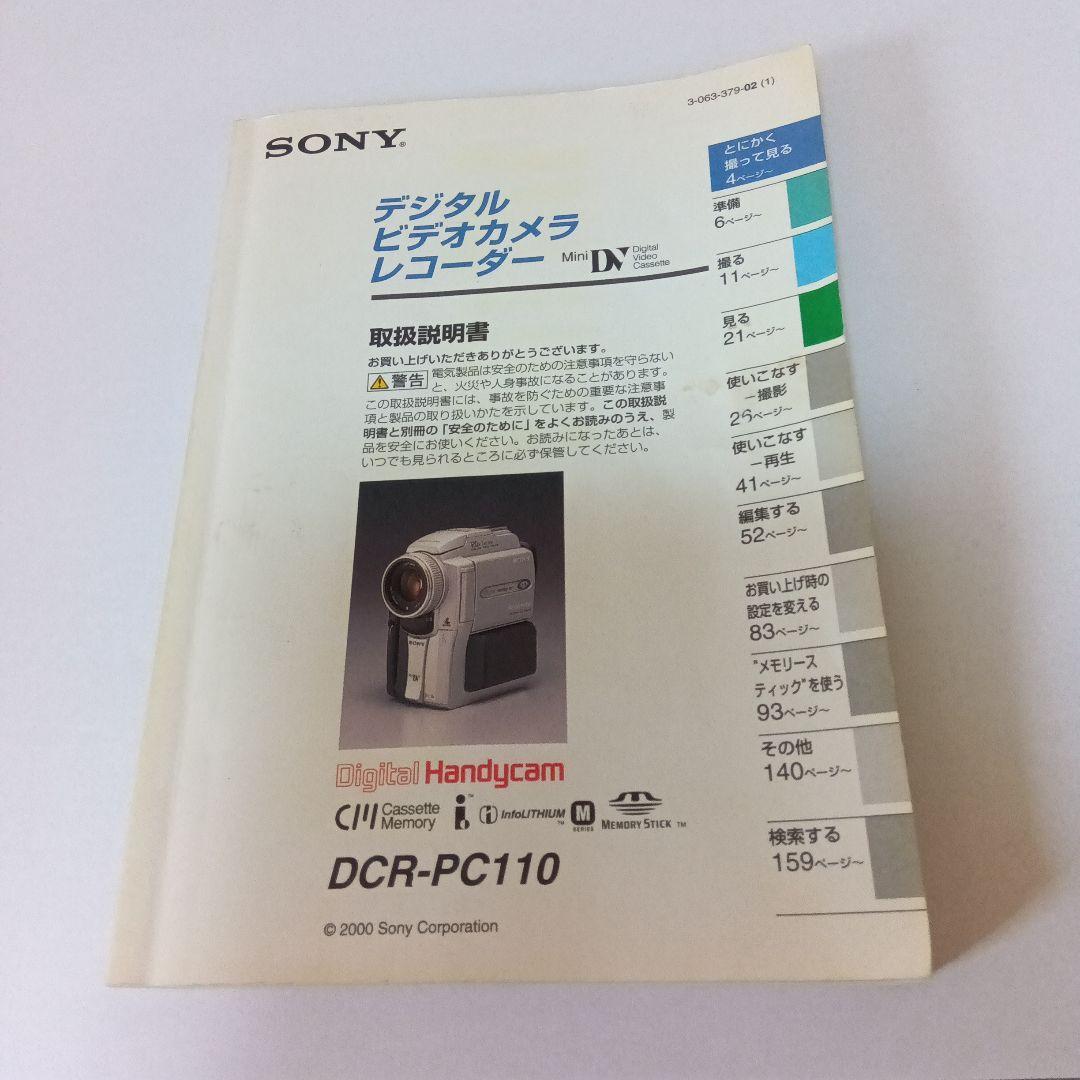 3-063-379-02 (1)
SONY®
デジタル
ビデオカメラ
レコーダー
Mini DV Digital
Video
Cassette
取扱説明書
お買い上げいただきありがとうございます。
警告 電気製品は安全のための注意事項を守らない
と、火災や人身事故になることがあります。
この取扱説明書には、事故を防ぐための重要な注意事
項と製品の取り扱いかたを示しています。この取扱説
明書と別冊の「安全のために」をよくお読みのうえ、製
品を安全にお使いください。お読みになったあとは、
いつでも見られるところに必ず保管してください。
SONY
Digital Handycam
Cassette
Memory
i
InfoLITHIUM™
M
SERIES
MEMORY STICK ™
DCR-PC110
© 2000 Sony Corporation
とにかく
撮って見る
4ページ~
準備
6ページ~
撮る
11ページ~
見る
21ページ~
使いこなす
−撮影
26ページ~
使いこなす
−再生
41ページ~
編集する
52ページ~
お買い上げ時の
設定を変える
83ページ~
“メモリース
ティック”を使う
93ページ~
その他
140ページ~
検索する
159ページ~